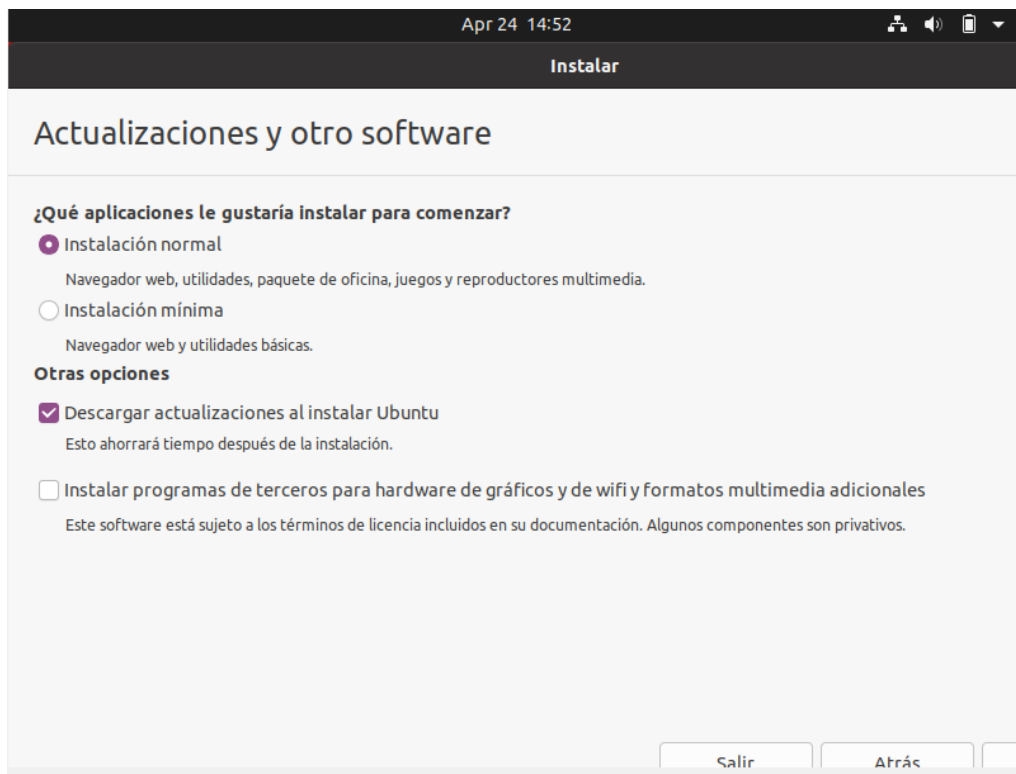 Apr 24 14:52
Instalar
Actualizaciones y otro software
¿Qué aplicaciones le gustaría instalar para comenzar?
Instalación normal
Navegador web, utilidades, paquete de oficina, juegos y reproductores multimedia.
Instalación mínima
Navegador web y utilidades básicas.
Otras opciones
Descargar actualizaciones al instalar Ubuntu
Esto ahorrará tiempo después de la instalación.
Instalar programas de terceros para hardware de gráficos y de wifi y formatos multimedia adicionales
Este software está sujeto a los términos de licencia incluidos en su documentación. Algunos componentes son privativos.
Salir Atrás